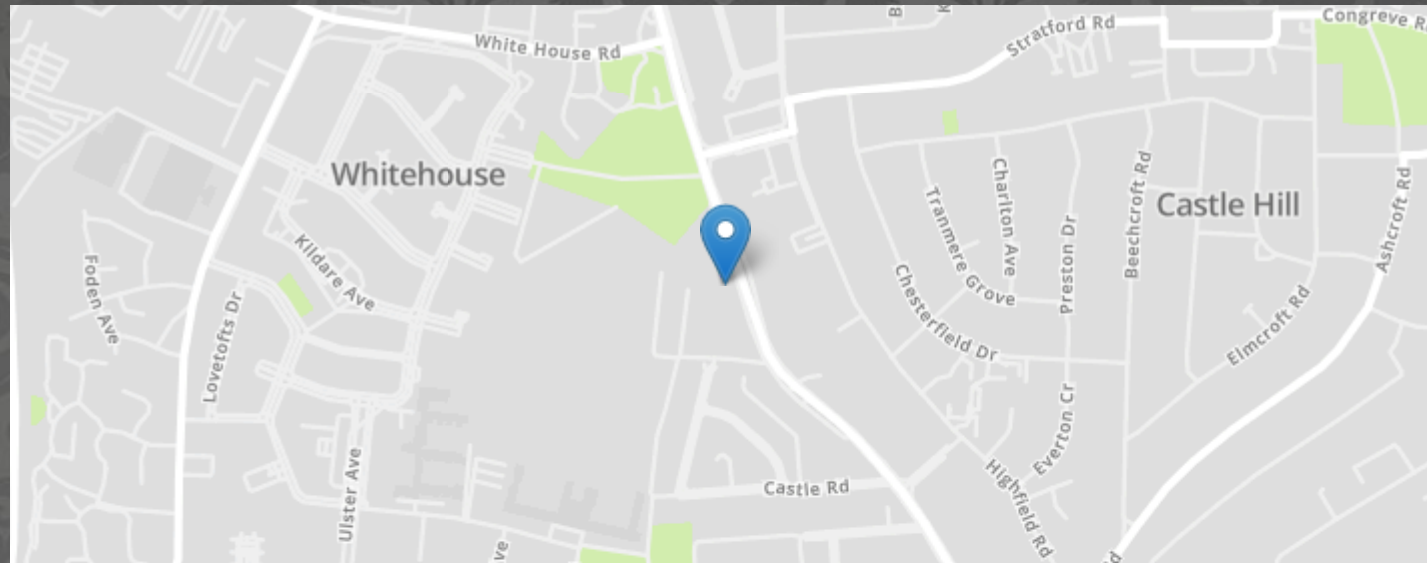 Congreve R
Stratford Rd
White House Rd
Whitehouse
Castle Hill
Charlton Ave
Tranmere Grove
Preston Dr
Beechcroft Rd
Ashcroft Rd
Kildare Ave
Foden Ave
Lovetofts Dr
Chesterfield Dr
Elmcroft Rd
Everton Cr
Ulster Ave
Castle Rd
Highfield Rd